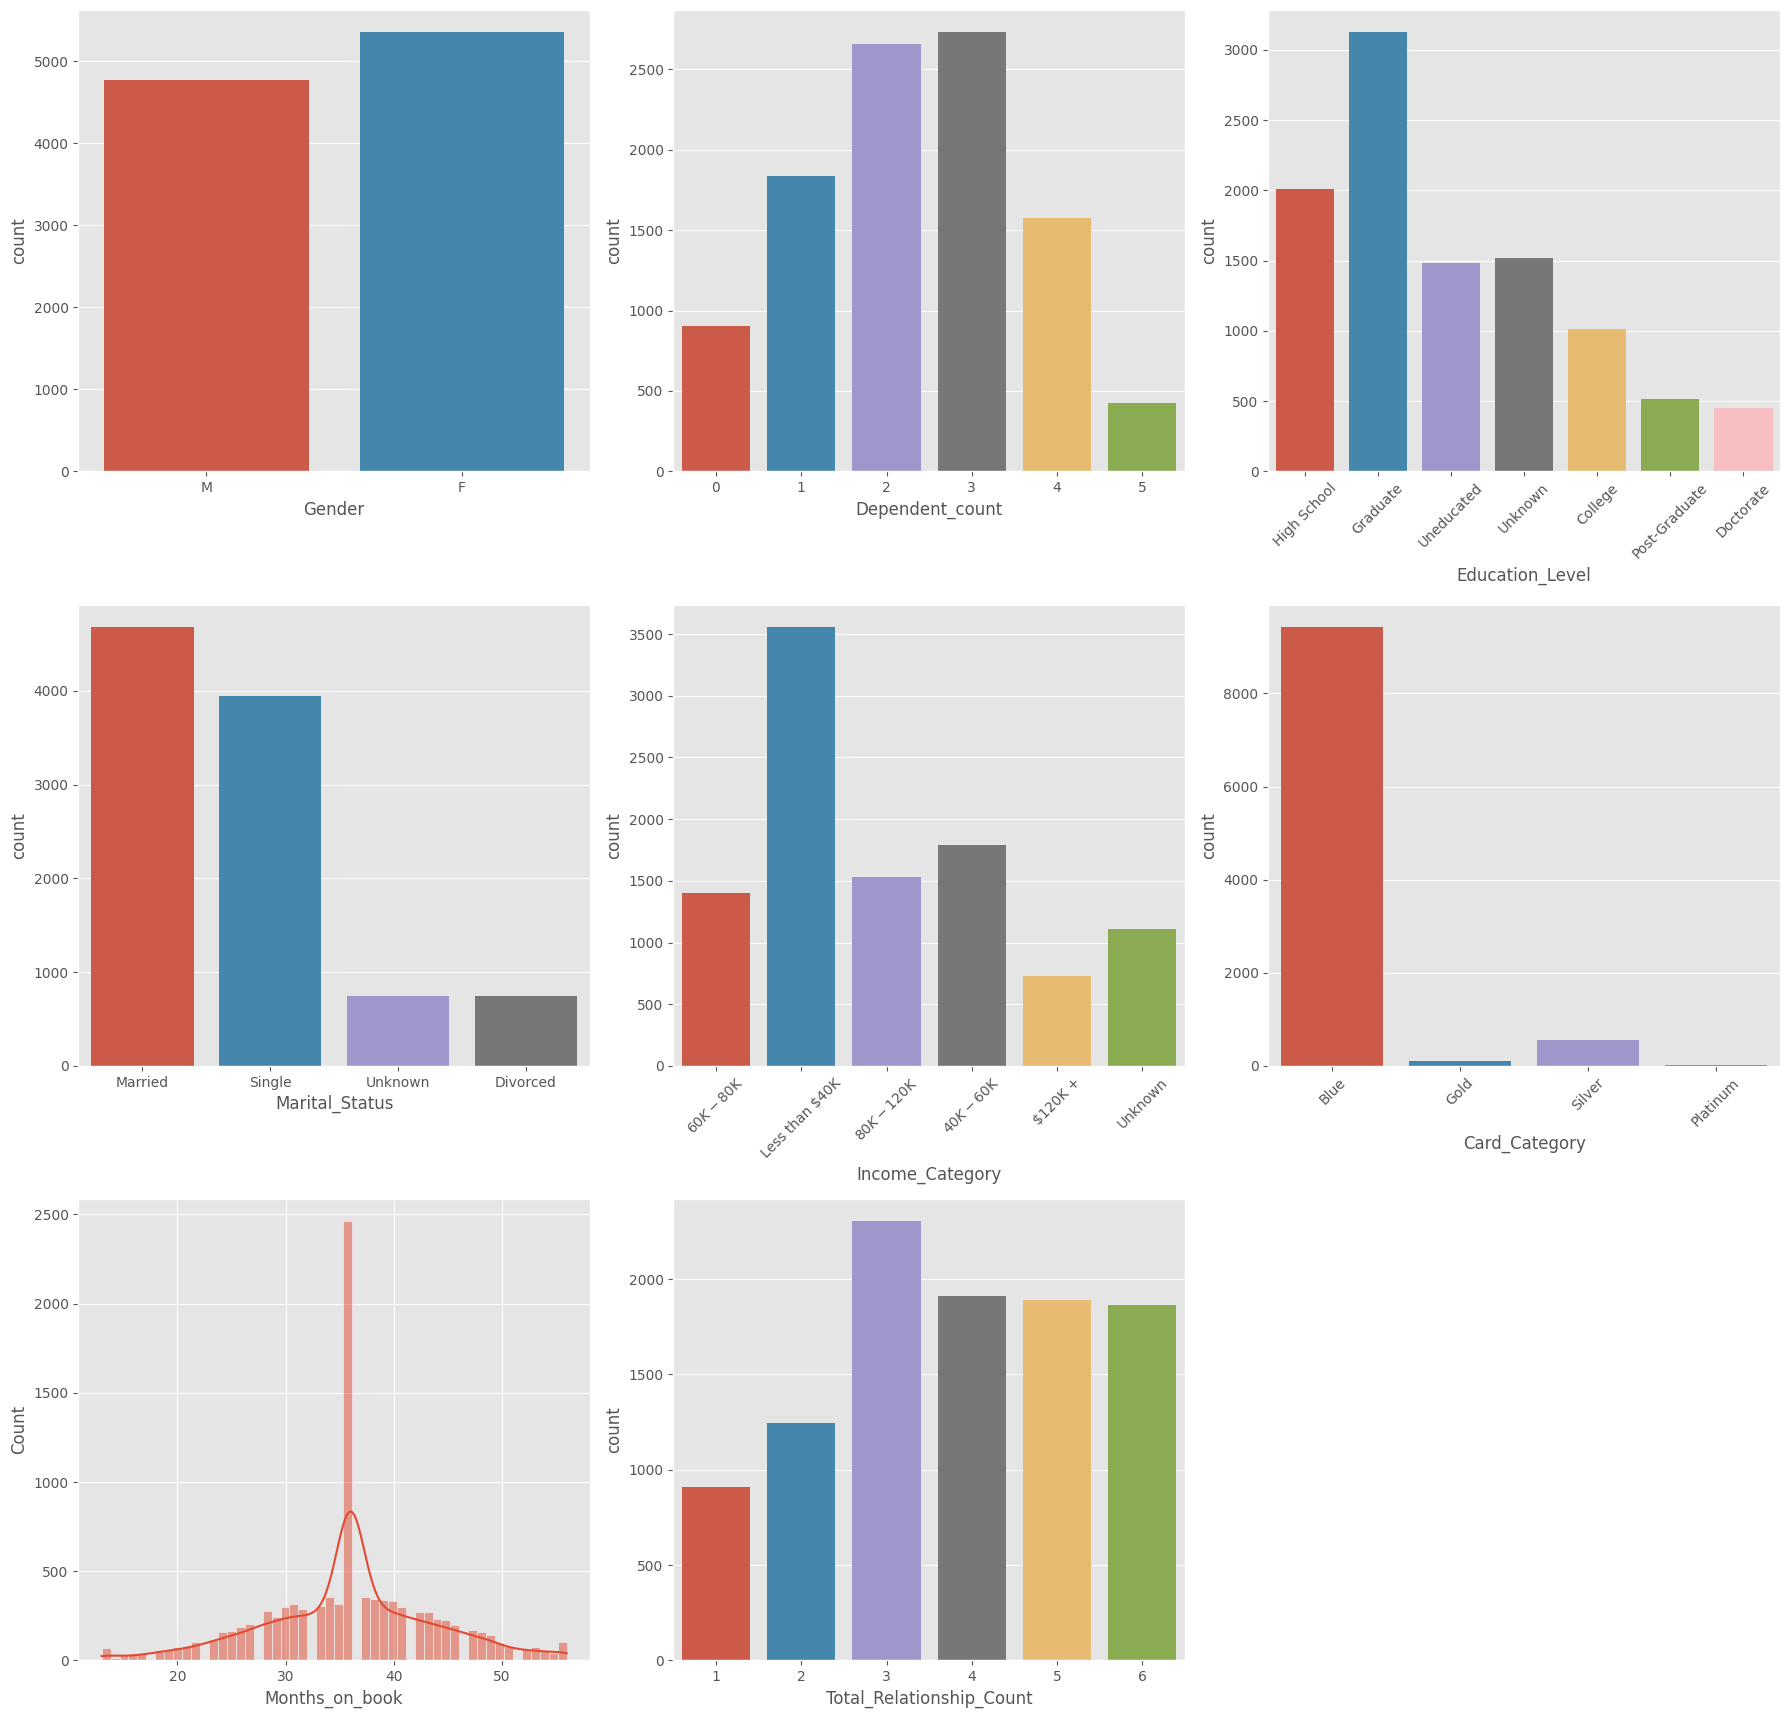 5000
4000
3000
2000
1000
0
count
M F
Gender
2500
2000
1500
1000
500
0
count
0 1 2 3 4 5
Dependent_count
3000
2500
2000
1500
1000
500
0
count
High School Graduate Uneducated Unknown College Post-Graduate Doctorate
Education_Level
4000
3000
2000
1000
0
count
Married Single Unknown Divorced
Marital_Status
3500
3000
2500
2000
1500
1000
500
0
count
60K − 80K Less than $40K 80K − 120K 40K − 60K $120K + Unknown
Income_Category
8000
6000
4000
2000
0
count
Blue Gold Silver Platinum
Card_Category
2500
2000
1500
1000
500
0
Count
20 30 40 50
Months_on_book
2000
1500
1000
500
0
count
1 2 3 4 5 6
Total_Relationship_Count